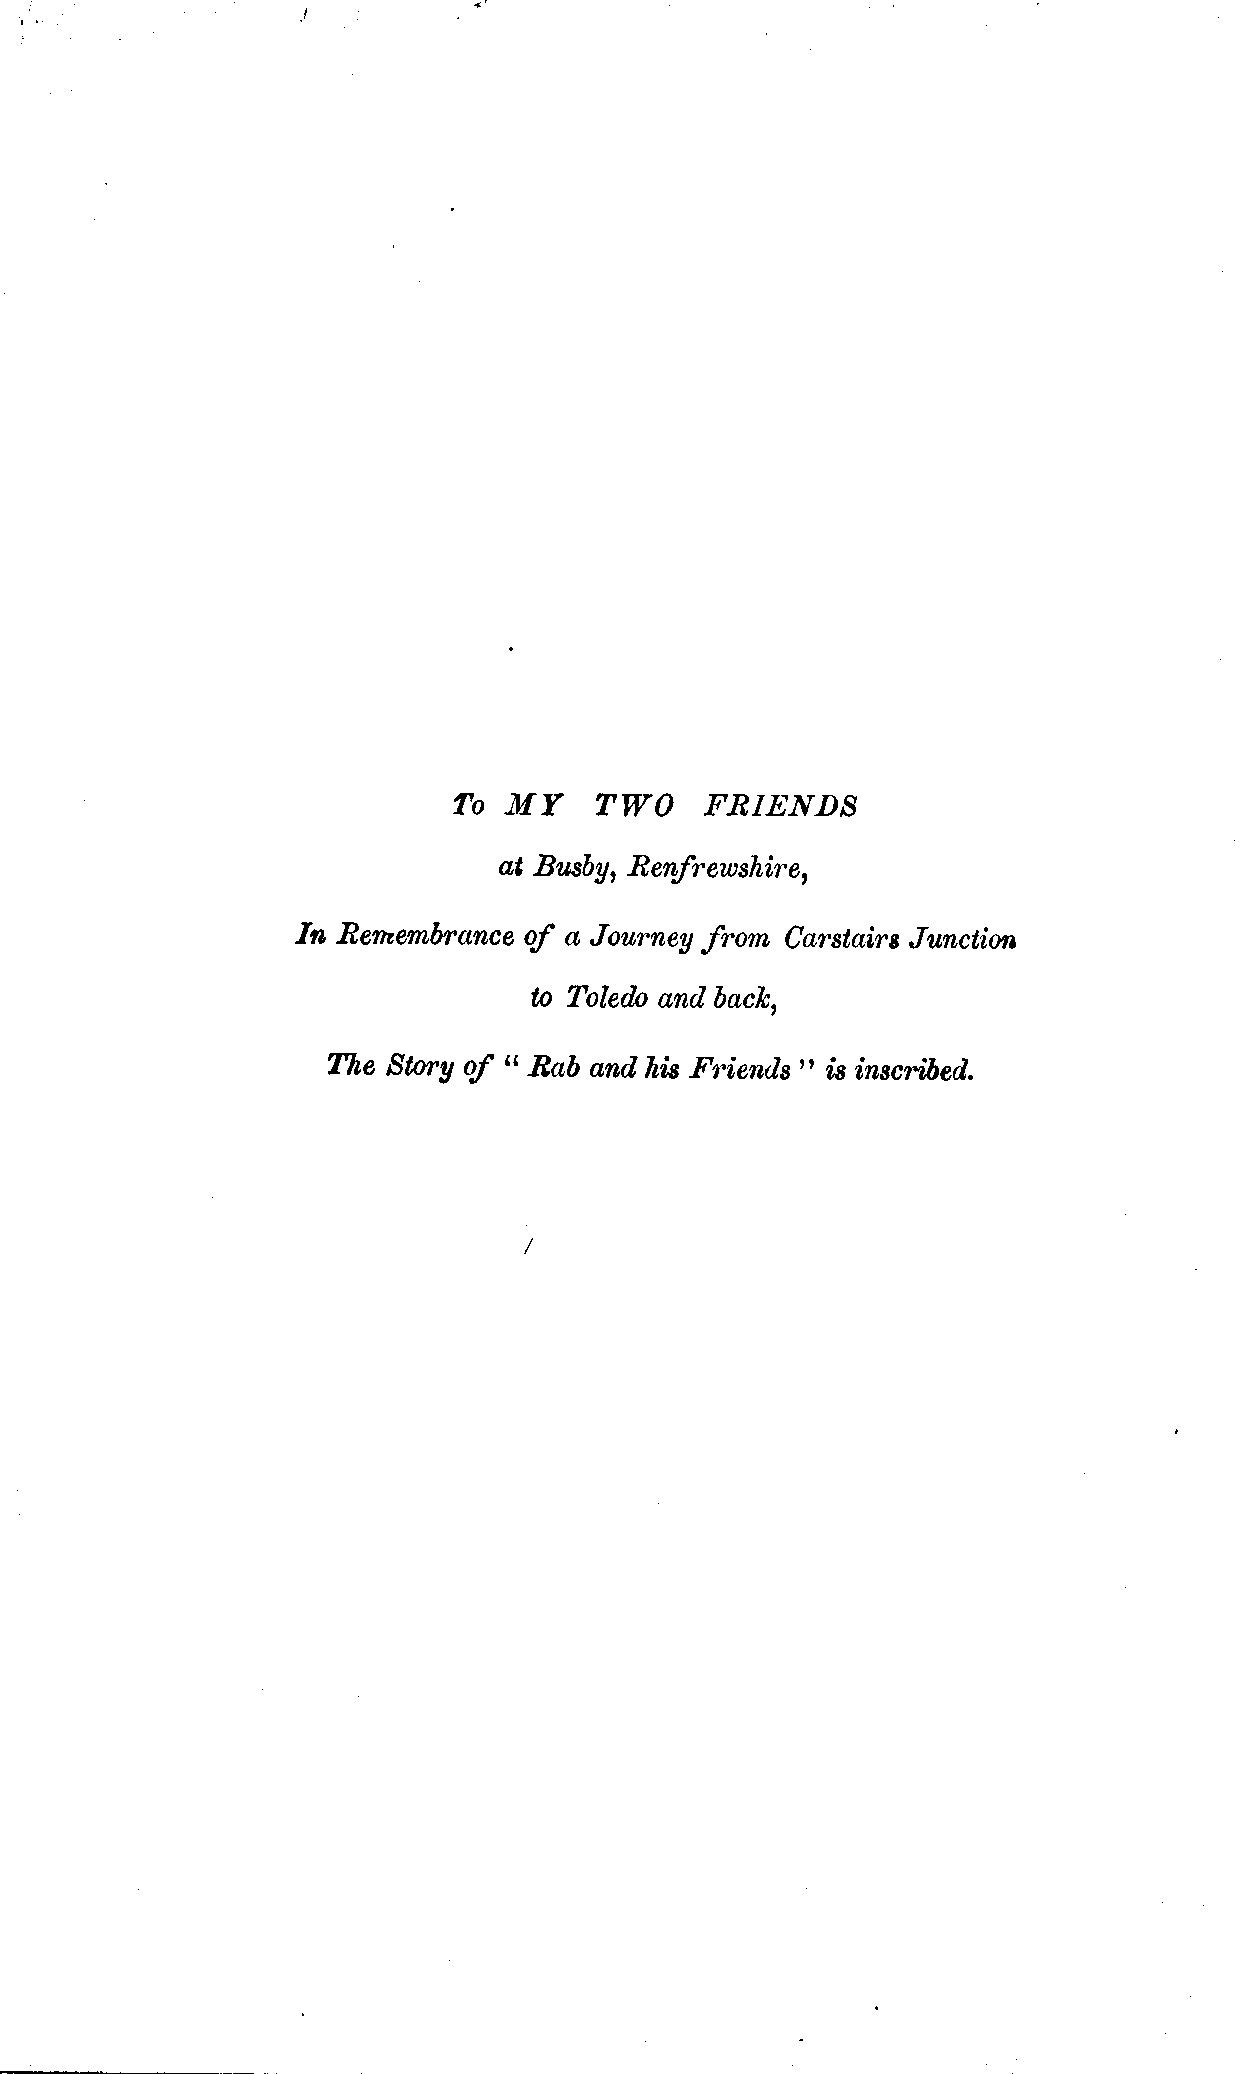 To MY TWO FRIENDS
at Busby, Renfrewshire,
In Remembrance of a Journey from Carstairs Junction
to Toledo and back,
The Story of " Rab and his Friends " is inscribed.